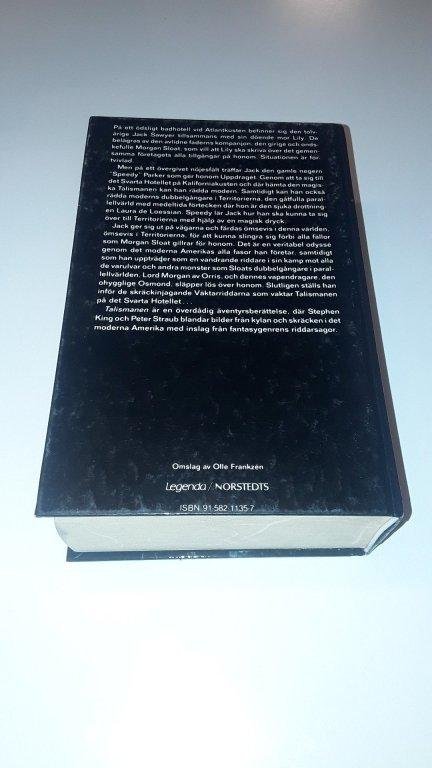 På ett ödsligt badhotell vid Atlantkusten befinner sig den tolv-
årige Jack Sawyer tillsammans med sin döende mor Lily. De
belägras av den avlidne faderns kompanjon, den girige och ond-
skefulle Morgan Sloat, som vill att Lily ska skriva över det gemen-
samma företagets alla tillgångar på honom. Situationen är för-
tvivlad.
Men på ett övergivet nöjesfält träffar Jack den gamle negern
"Speedy" Parker som ger honom Uppdraget. Genom att ta sig till
det Svarta Hotellet på Kaliforniakusten och där hämta den magis-
ka Talismanen kan han rädda modern. Samtidigt kan han också
rädda moderns dubbelgångare i Territorierna, den gåtfulla paral-
lellvärld med medeltida förtecken där hon är den sjuka drottning-
en Laura de Loessian. Speedy lär Jack hur han ska kunna ta sig
över till Territorierna med hjälp av en magisk dryck.
Jack ger sig ut på vägarna och färdas ömsevis i denna världen,
ömsevis i Territorierna, för att kunna slingra sig förbi alla fällor
som Morgan Sloat gillrar för honom. Det är en veritabel odyssé
genom det moderna Amerikas alla fasor han företar, samtidigt
som han uppträder som en vandrande riddare i sin kamp mot alla
de varulvar och andra monster som Sloats dubbelgångare i paral-
lellvärlden, Lord Morgan av Orris, och dennes vapendragare, den
ohygglige Osmond, släpper lös över honom. Slutligen ställs han
inför de skräckinjagande Väktarriddarna som vaktar Talismanen
på det Svarta Hotellet...
Talismanen är en överdådig äventyrsberättelse, där Stephen
King och Peter Straub blandar bilder från kylan och skräcken i det
moderna Amerika med inslag från fantasygenrens riddarsagor.
Omslag av Olle Frankzén
Legenda / NORSTEDTS
ISBN 91-582-1135-7